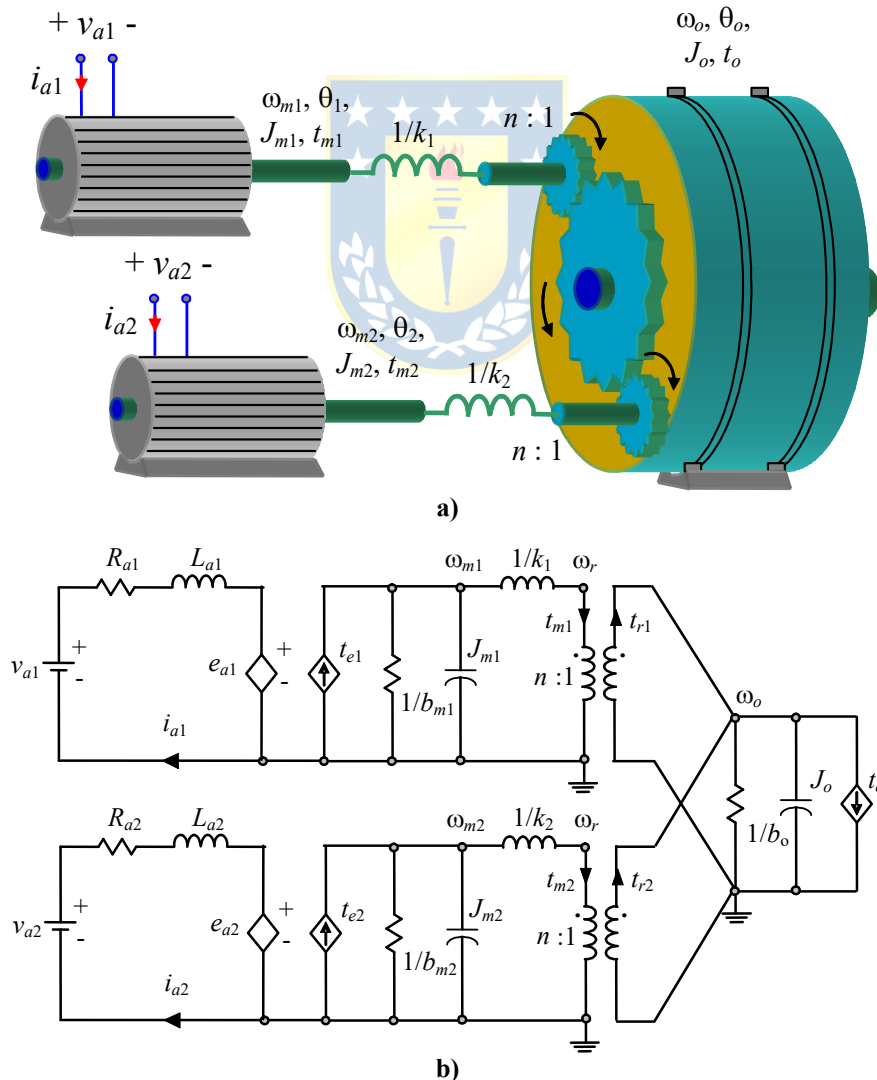 + v_a1 -
i_a1
ω_m1, θ_1,
J_m1, t_m1
1/k_1
n : 1
ω_o, θ_o,
J_o, t_o
+ v_a2 -
i_a2
ω_m2, θ_2,
J_m2, t_m2
1/k_2
n : 1
a)
R_a1
L_a1
v_a1
+
-
e_a1
+
-
i_a1
t_e1
1/b_m1
ω_m1
J_m1
1/k_1
ω_r
t_m1
t_r1
n : 1
ω_o
1/b_o
J_o
R_a2
L_a2
v_a2
+
-
e_a2
+
-
i_a2
t_e2
1/b_m2
ω_m2
J_m2
1/k_2
ω_r
t_m2
t_r2
n : 1
b)